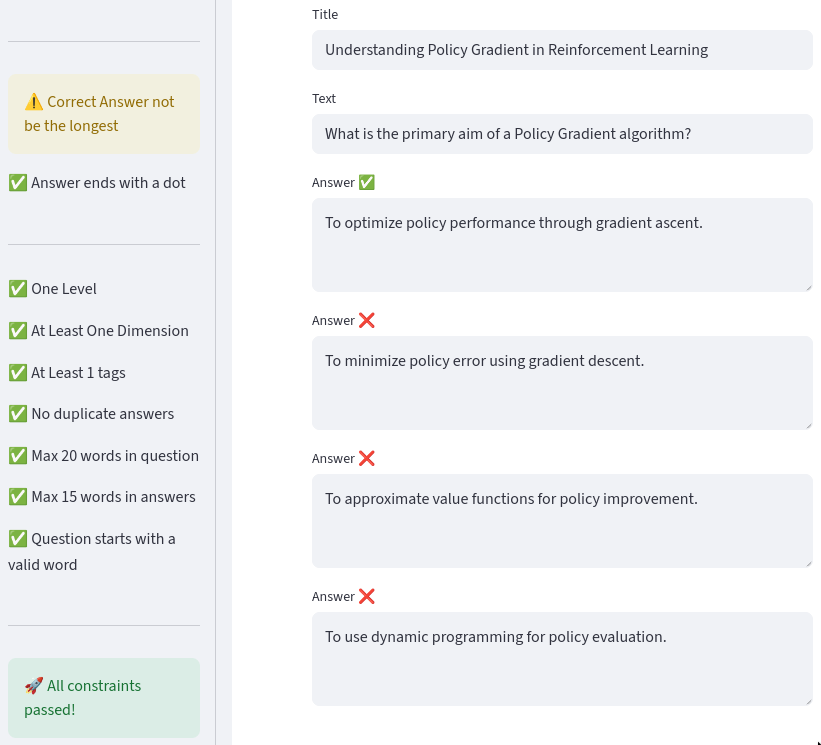 ⚠️ Correct Answer not
be the longest
✅ Answer ends with a dot
✅ One Level
✅ At Least One Dimension
✅ At Least 1 tags
✅ No duplicate answers
✅ Max 20 words in question
✅ Max 15 words in answers
✅ Question starts with a
valid word
🚀 All constraints
passed!
Title
Understanding Policy Gradient in Reinforcement Learning
Text
What is the primary aim of a Policy Gradient algorithm?
Answer ✅
To optimize policy performance through gradient ascent.
Answer ❌
To minimize policy error using gradient descent.
Answer ❌
To approximate value functions for policy improvement.
Answer ❌
To use dynamic programming for policy evaluation.